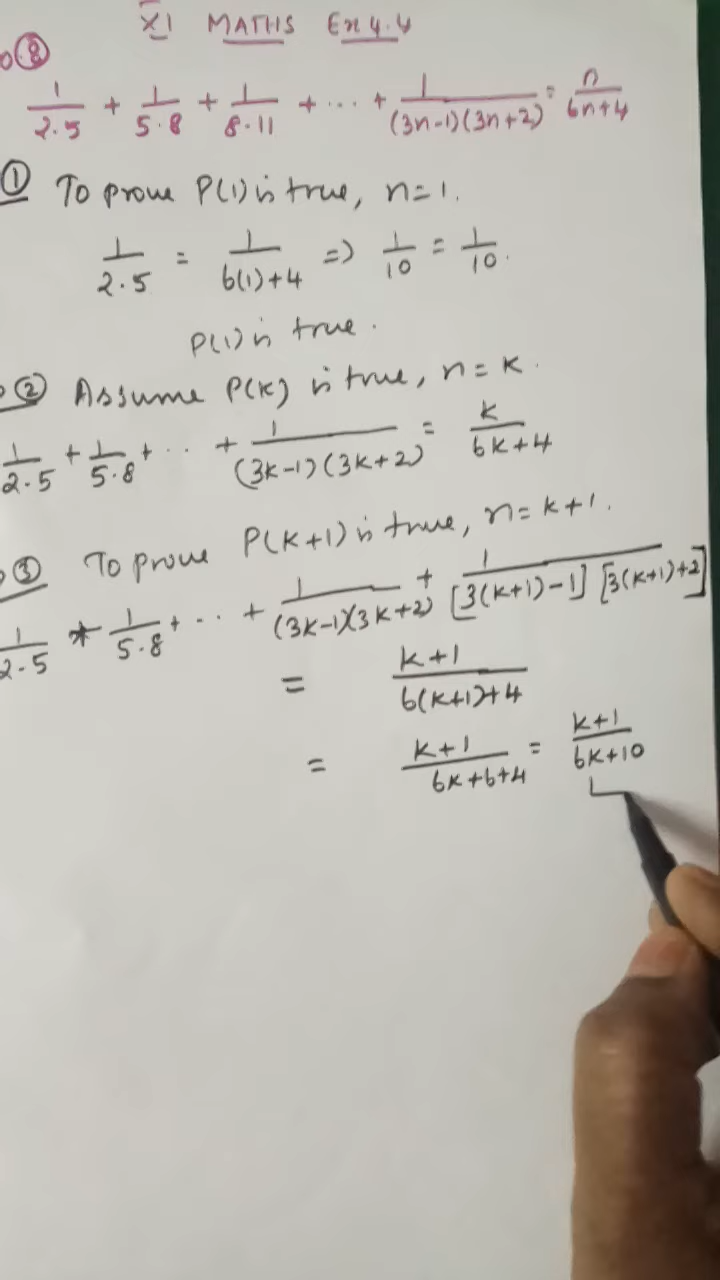 XI MATHS Ex 4.4
8
1/2.5 + 1/5.8 + 1/8.11 + ... + 1/(3n-1)(3n+2) = n/6n+4
1 To prove P(1) is true, n=1.
1/2.5 = 1/6(1)+4 => 1/10 = 1/10.
P(1) is true.
2 Assume P(K) is true, n=K.
1/2.5 + 1/5.8 + .. + 1/(3K-1)(3K+2) = K/6K+4
3 To prove P(K+1) is true, n=K+1.
1/2.5 + 1/5.8 + ... + 1/(3K-1)(3K+2) + 1/[3(K+1)-1][3(K+1)+2]
= K+1/6(K+1)+4
= K+1/6K+6+4 = K+1/6K+10